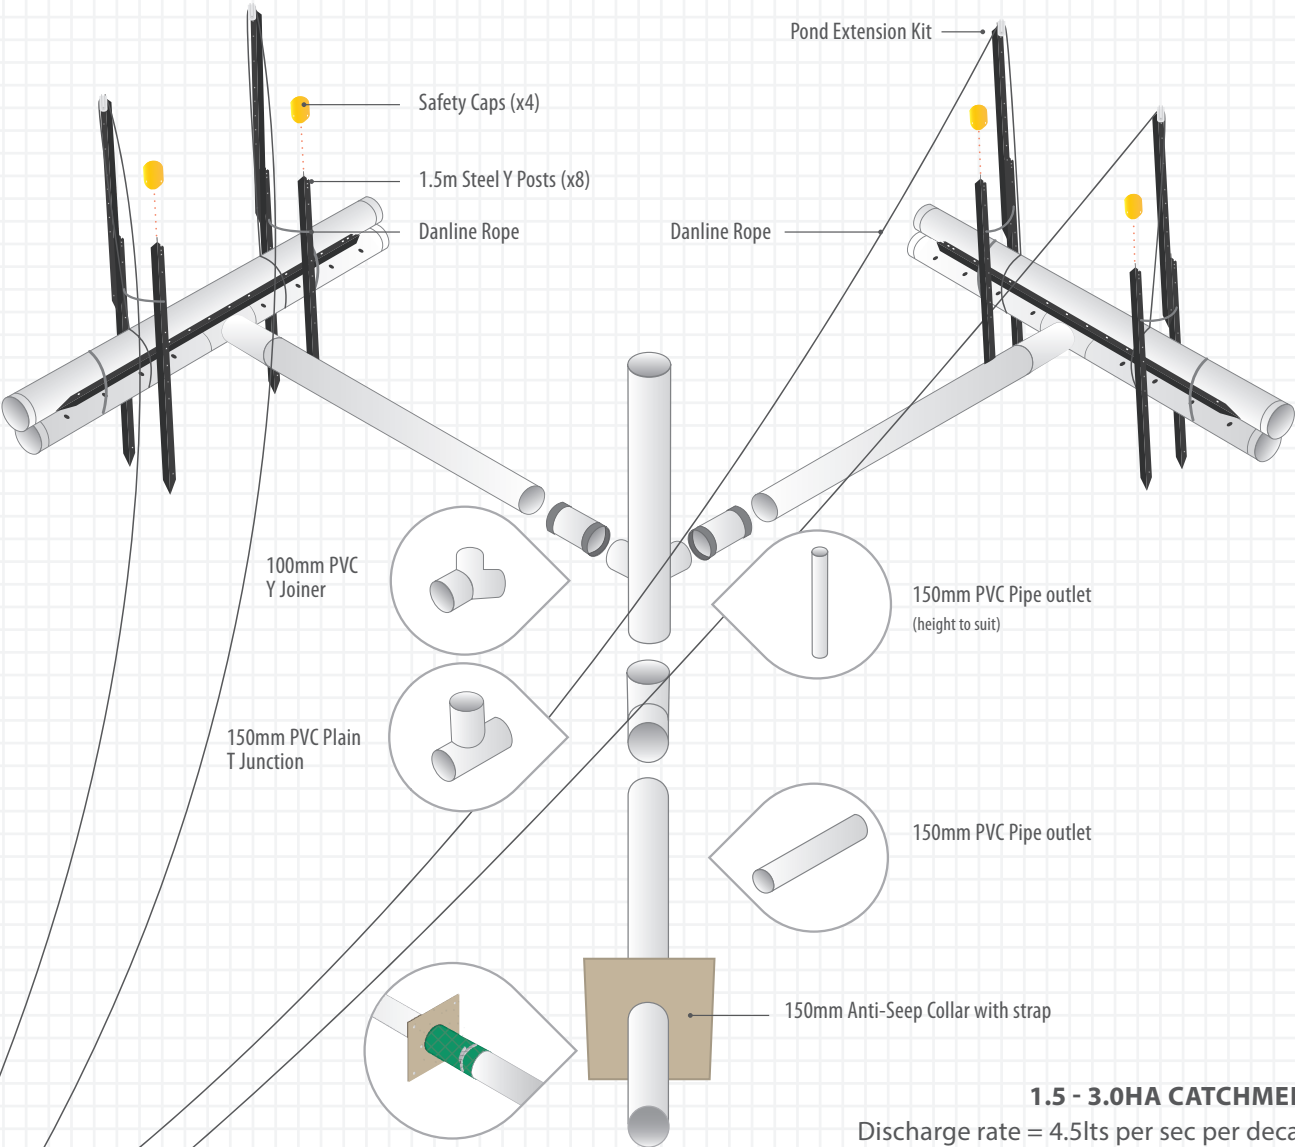 Pond Extension Kit
Safety Caps (x4)
1.5m Steel Y Posts (x8)
Danline Rope
Danline Rope
100mm PVC
Y Joiner
150mm PVC Pipe outlet
(height to suit)
150mm PVC Plain
T Junction
150mm PVC Pipe outlet
150mm Anti-Seep Collar with strap
1.5 - 3.0HA
Discharge rate = 4.5lts per sec per